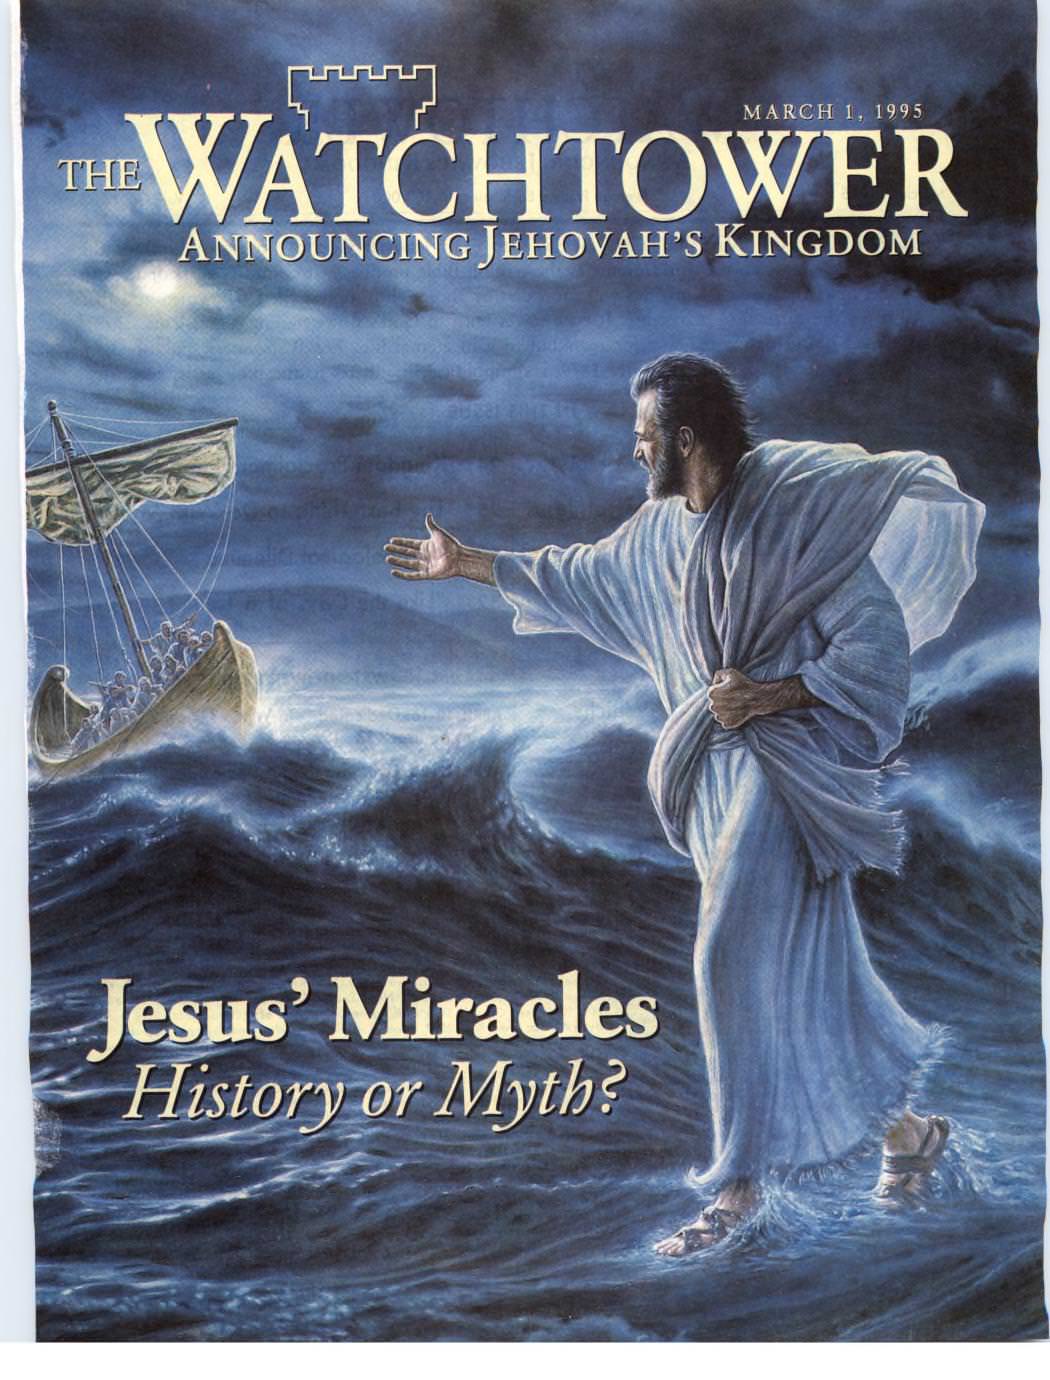 MARCH 1, 1995
THE WATCHTOWER
ANNOUNCING JEHOVAH'S KINGDOM
Jesus' Miracles
History or Myth?